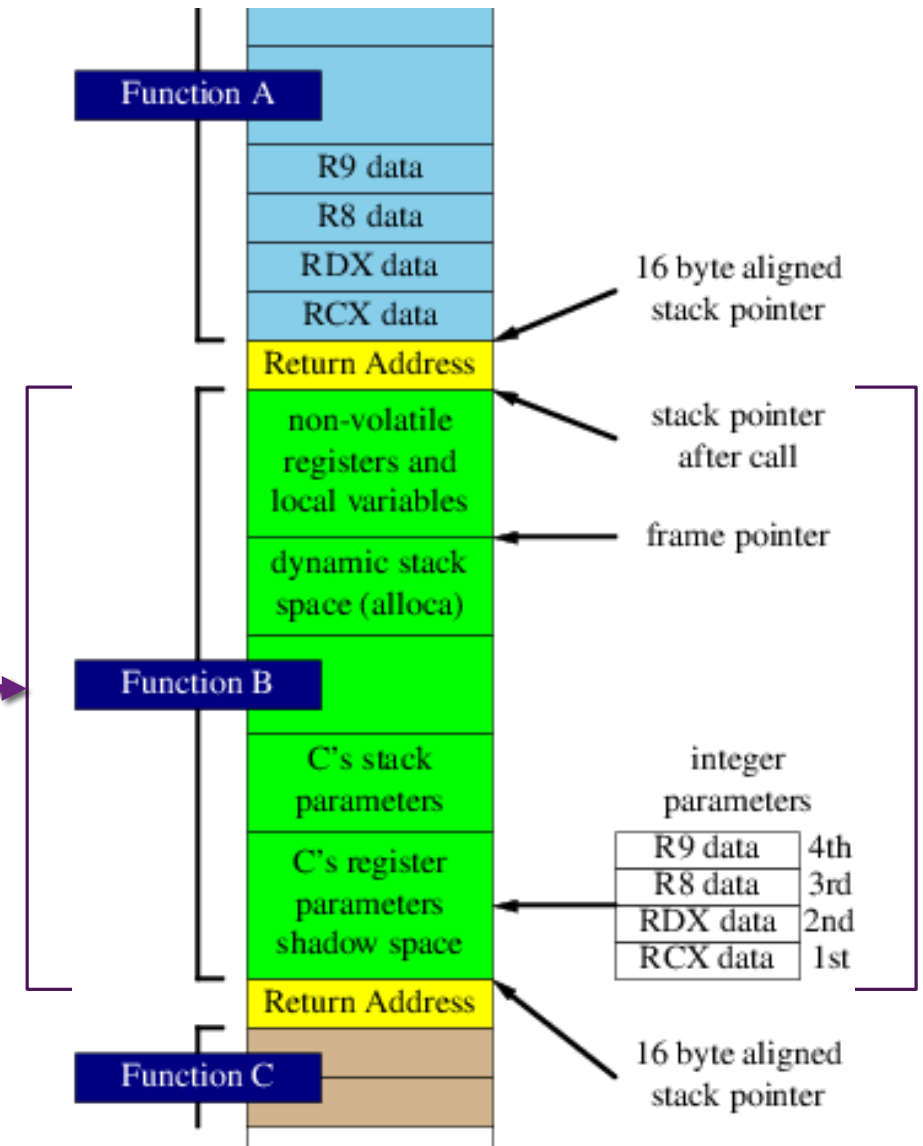 Function A
R9 data
R8 data
RDX data
RCX data
16 byte aligned
stack pointer
Return Address
non-volatile
registers and
local variables
stack pointer
after call
frame pointer
dynamic stack
space (alloca)
Function B
C's stack
parameters
integer
parameters
C's register
parameters
shadow space
R9 data 4th
R8 data 3rd
RDX data 2nd
RCX data 1st
Return Address
16 byte aligned
stack pointer
Function C